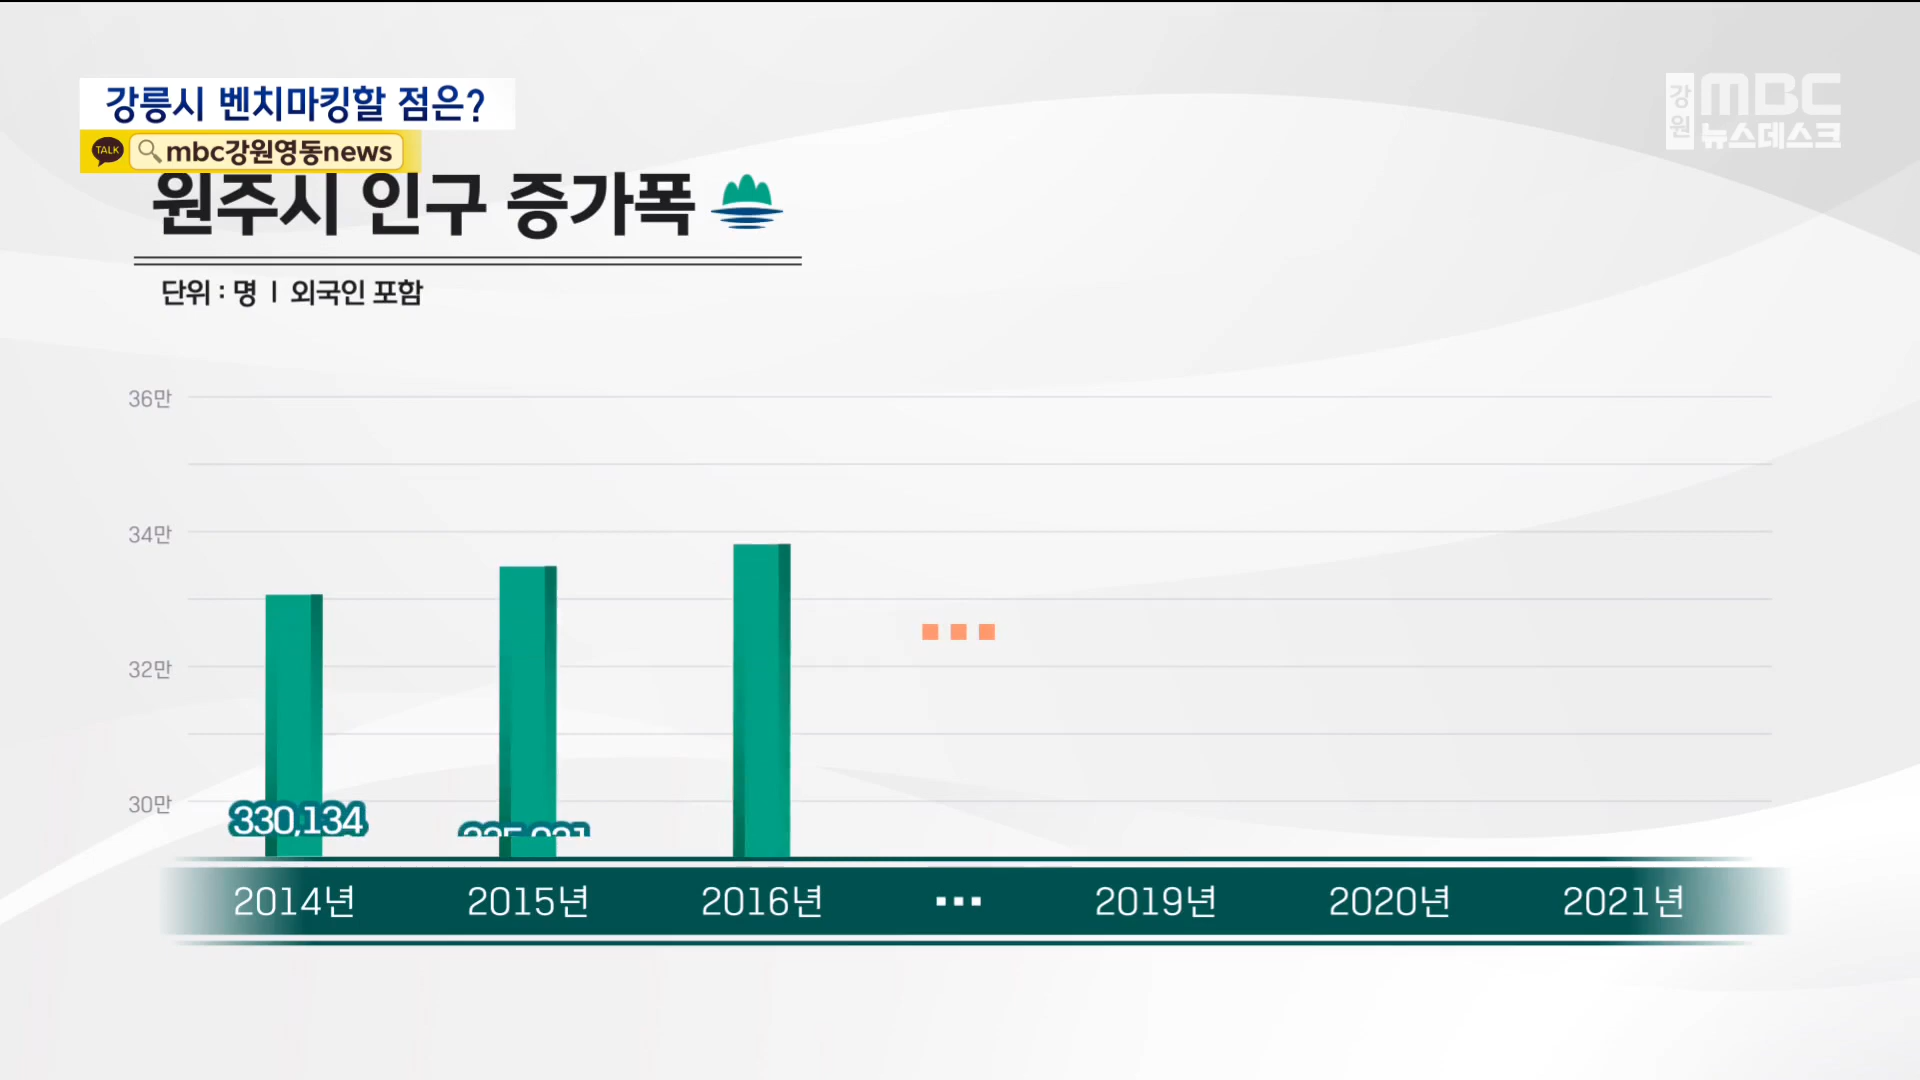 강릉시 벤치마킹할 점은?
강원 MBC 뉴스데스크
TALK mbc강원영동news
원주시 인구 증가폭
단위 : 명 | 외국인 포함
36만
34만
32만
30만
330,134
2014년 2015년 2016년 ... 2019년 2020년 2021년